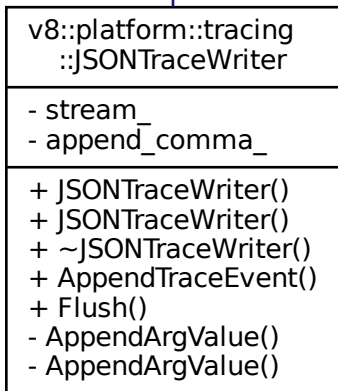 v8::platform::tracing
::JSONTraceWriter
- stream_
- append_comma_
+ JSONTraceWriter()
+ JSONTraceWriter()
+ ~JSONTraceWriter()
+ AppendTraceEvent()
+ Flush()
- AppendArgValue()
- AppendArgValue()